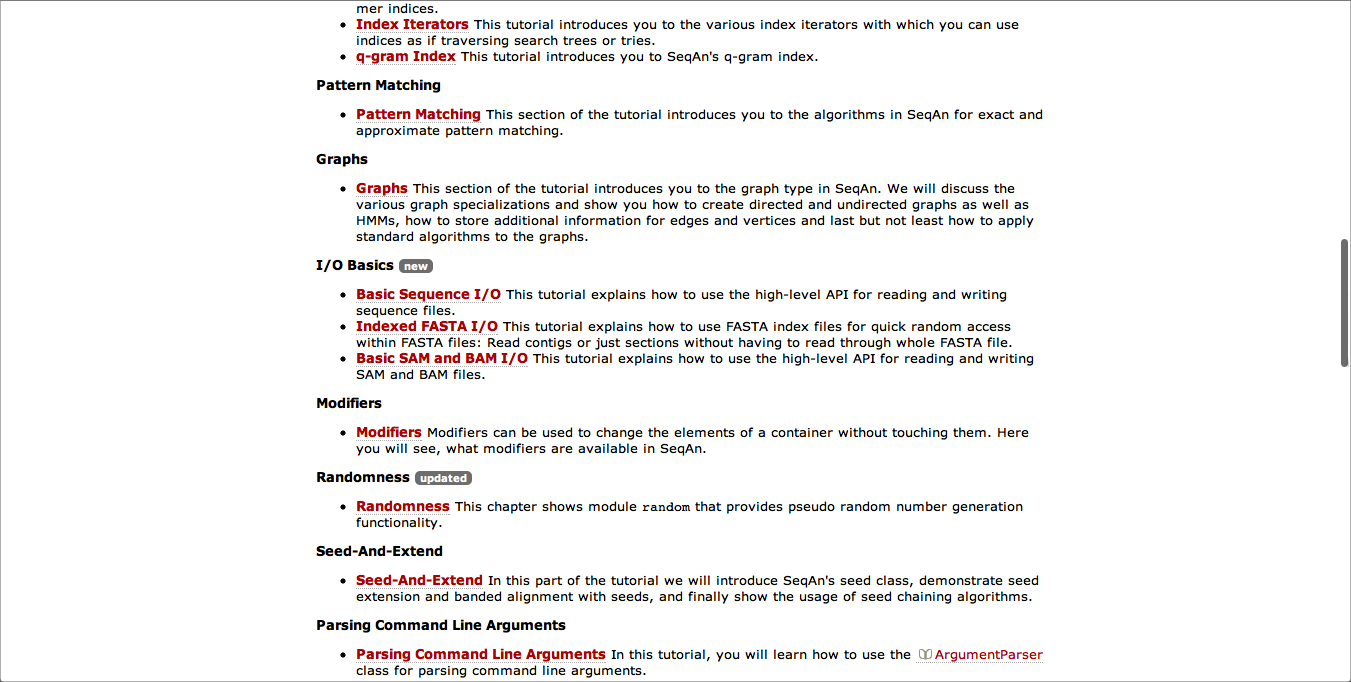 mer indices.
Index Iterators This tutorial introduces you to the various index iterators with which you can use
indices as if traversing search trees or tries.
q-gram Index This tutorial introduces you to SeqAn's q-gram index.
Pattern Matching
Pattern Matching This section of the tutorial introduces you to the algorithms in SeqAn for exact and
approximate pattern matching.
Graphs
Graphs This section of the tutorial introduces you to the graph type in SeqAn. We will discuss the
various graph specializations and show you how to create directed and undirected graphs as well as
HMMs, how to store additional information for edges and vertices and last but not least how to apply
standard algorithms to the graphs.
I/O Basics new
Basic Sequence I/O This tutorial explains how to use the high-level API for reading and writing
sequence files.
Indexed FASTA I/O This tutorial explains how to use FASTA index files for quick random access
within FASTA files: Read contigs or just sections without having to read through whole FASTA file.
Basic SAM and BAM I/O This tutorial explains how to use the high-level API for reading and writing
SAM and BAM files.
Modifiers
Modifiers Modifiers can be used to change the elements of a container without touching them. Here
you will see, what modifiers are available in SeqAn.
Randomness updated
Randomness This chapter shows module random that provides pseudo random number generation
functionality.
Seed-And-Extend
Seed-And-Extend In this part of the tutorial we will introduce SeqAn's seed class, demonstrate seed
extension and banded alignment with seeds, and finally show the usage of seed chaining algorithms.
Parsing Command Line Arguments
Parsing Command Line Arguments In this tutorial, you will learn how to use the ArgumentParser
class for parsing command line arguments.